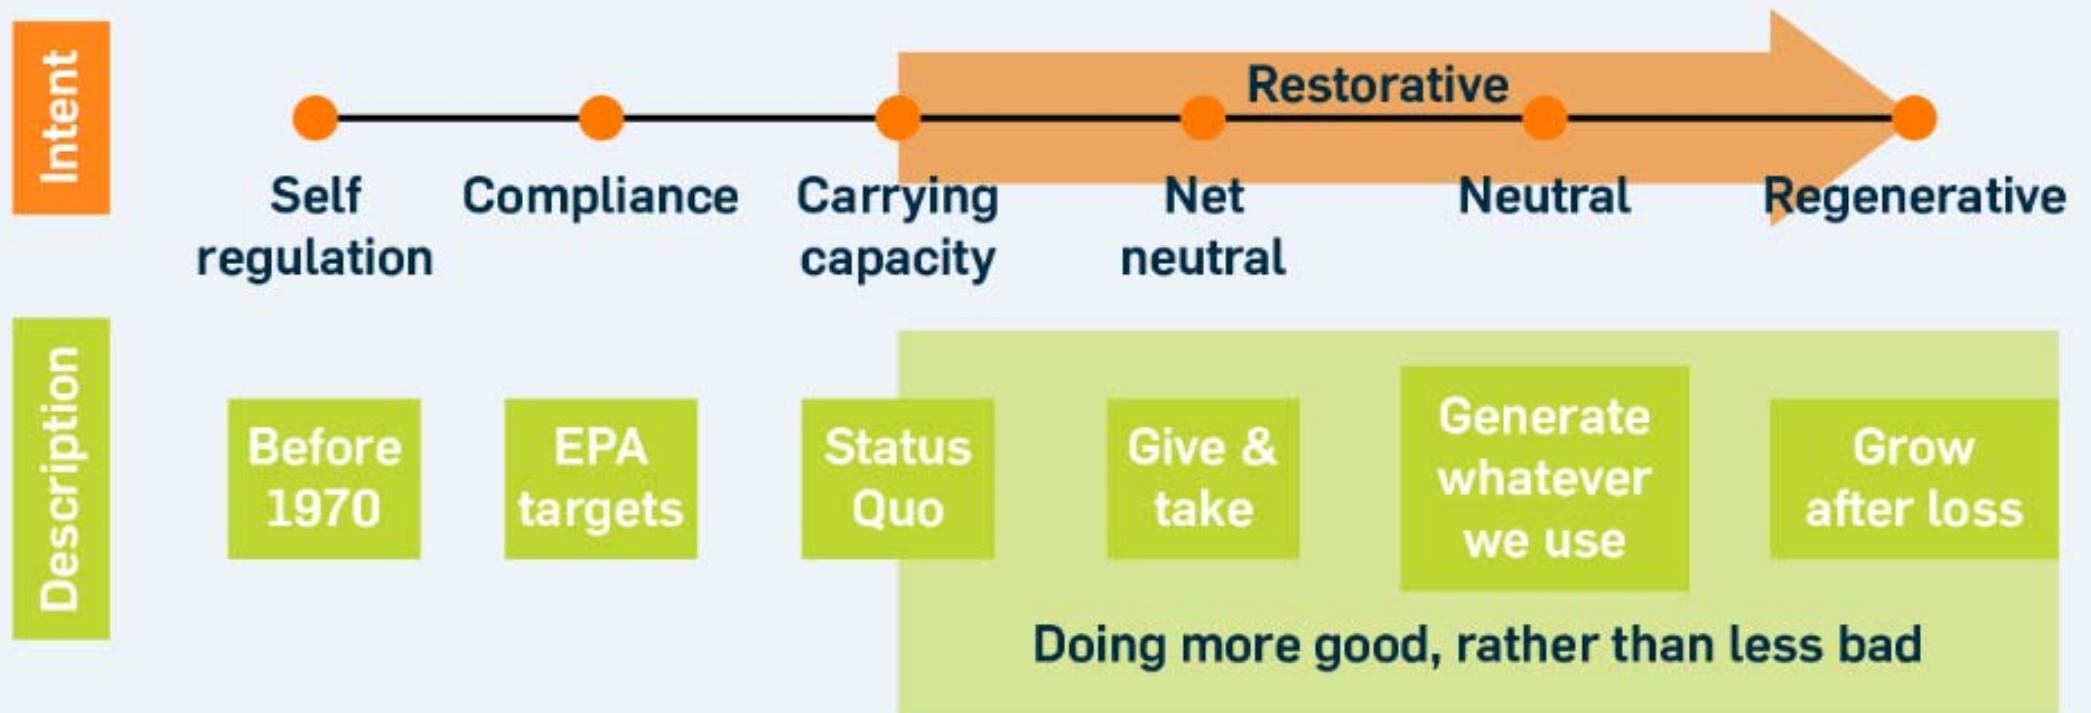 Intent
Restorative
Self
regulation
Compliance
Carrying
capacity
Net
neutral
Neutral
Regenerative
Description
Before
1970
EPA
targets
Status
Quo
Give &
take
Generate
whatever
we use
Grow
after loss
Doing more good, rather than less bad